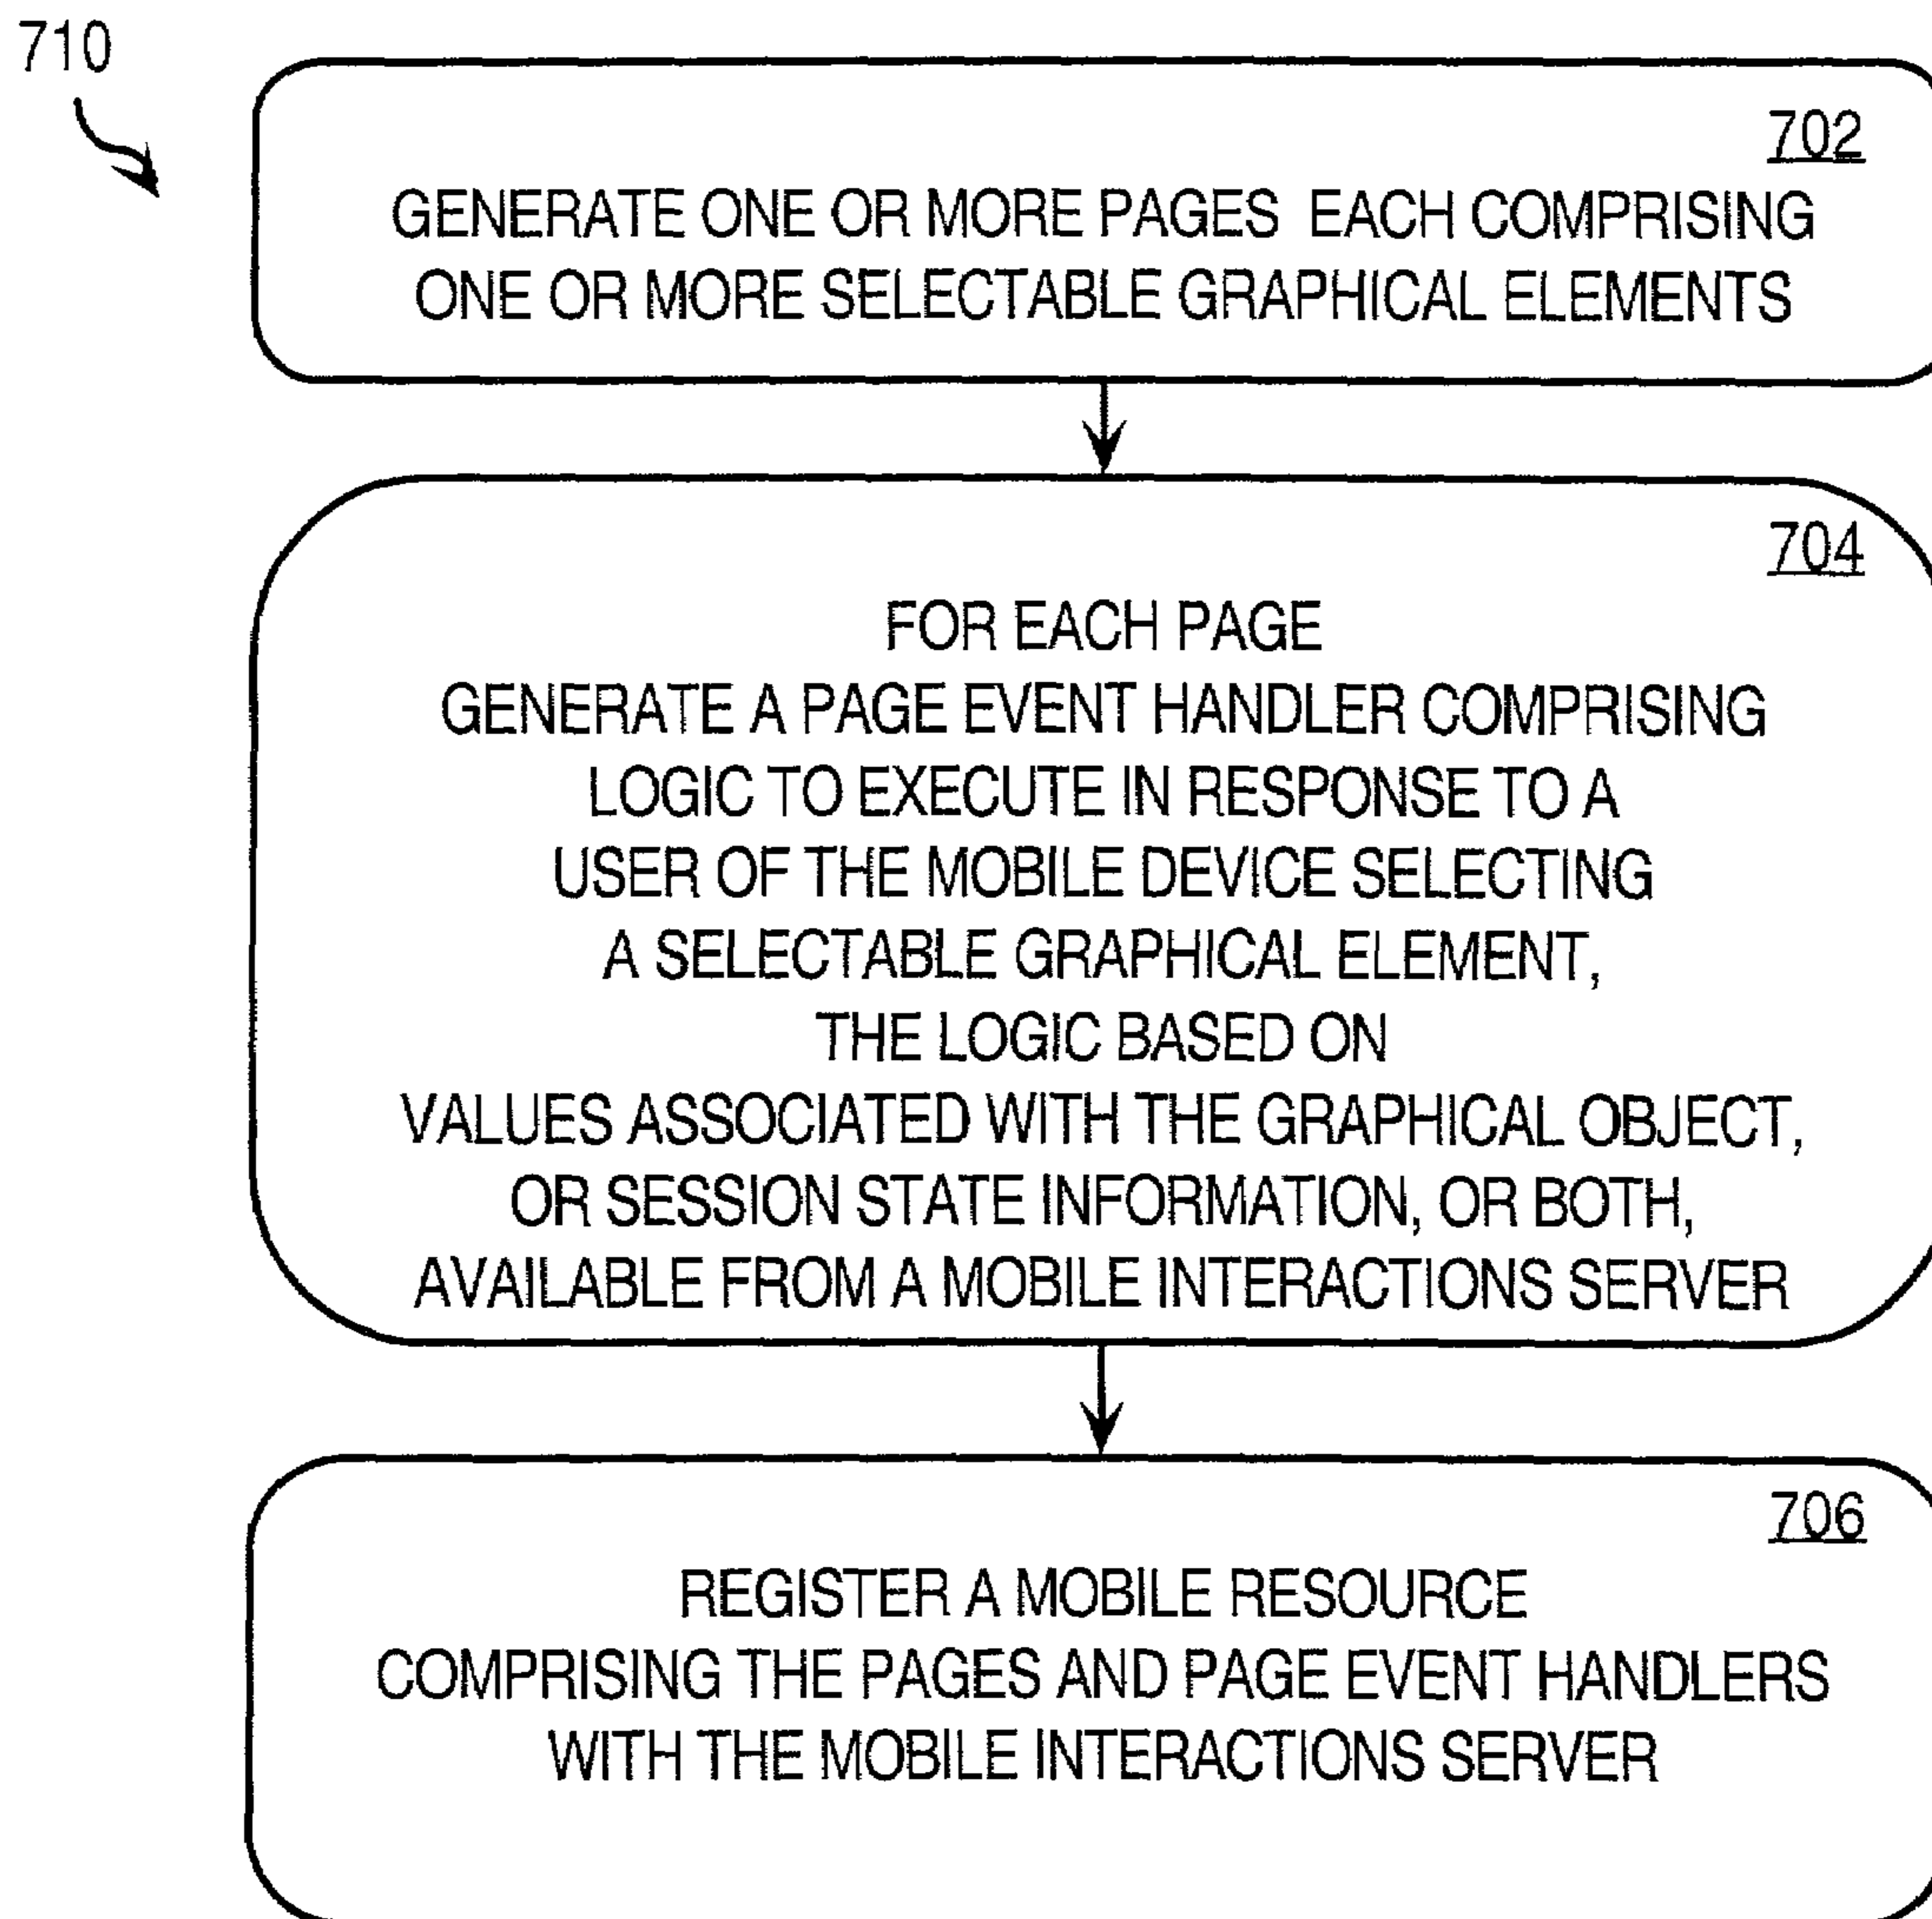 710
702
GENERATE ONE OR MORE PAGES EACH COMPRISING
ONE OR MORE SELECTABLE GRAPHICAL ELEMENTS
704
FOR EACH PAGE
GENERATE A PAGE EVENT HANDLER COMPRISING
LOGIC TO EXECUTE IN RESPONSE TO A
USER OF THE MOBILE DEVICE SELECTING
A SELECTABLE GRAPHICAL ELEMENT,
THE LOGIC BASED ON
VALUES ASSOCIATED WITH THE GRAPHICAL OBJECT,
OR SESSION STATE INFORMATION, OR BOTH,
AVAILABLE FROM A MOBILE INTERACTIONS SERVER
706
REGISTER A MOBILE RESOURCE
COMPRISING THE PAGES AND PAGE EVENT HANDLERS
WITH THE MOBILE INTERACTIONS SERVER